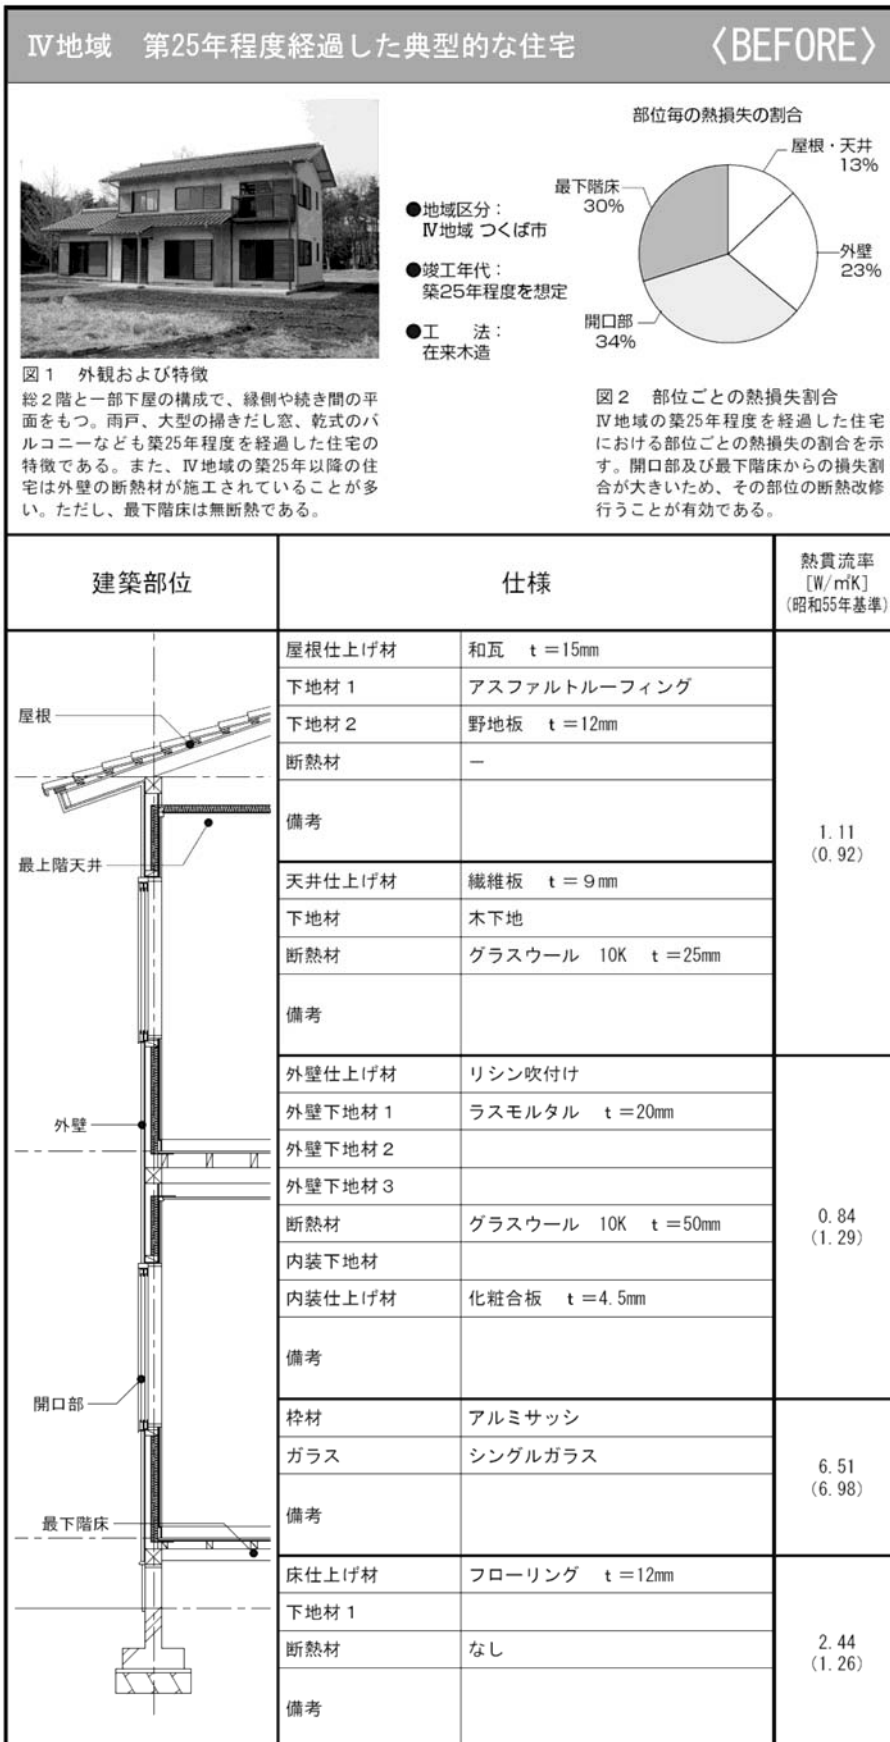 Ⅳ地域　第25年程度経過した典型的な住宅
〈BEFORE〉
●地域区分：
Ⅳ地域 つくば市
●竣工年代：
築25年程度を想定
●工　法：
在来木造
部位毎の熱損失の割合
屋根・天井
13%
外壁
23%
開口部
34%
最下階床
30%
図１　外観および特徴
総２階と一部下屋の構成で、縁側や続き間の平
面をもつ。雨戸、大型の掃きだし窓、乾式のバ
ルコニーなども築25年程度を経過した住宅の
特徴である。また、Ⅳ地域の築25年以降の住
宅は外壁の断熱材が施工されていることが多
い。ただし、最下階床は無断熱である。
図２　部位ごとの熱損失割合
Ⅳ地域の築25年程度を経過した住宅
における部位ごとの熱損失の割合を示
す。開口部及び最下階床からの損失割
合が大きいため、その部位の断熱改修
行うことが有効である。
建築部位　仕様　熱貫流率
[W/㎡K]
(昭和55年基準)
屋根
最上階天井
外壁
開口部
最下階床
屋根仕上げ材　和瓦　t＝15mm
下地材１　アスファルトルーフィング
下地材２　野地板　t＝12mm
断熱材　－
備考
天井仕上げ材　繊維板　t＝９mm
下地材　木下地
断熱材　グラスウール　10K　t＝25mm
備考
1.11
(0.92)
外壁仕上げ材　リシン吹付け
外壁下地材１　ラスモルタル　t＝20mm
外壁下地材２
外壁下地材３
断熱材　グラスウール　10K　t＝50mm
内装下地材
内装仕上げ材　化粧合板　t＝4.5mm
備考
0.84
(1.29)
枠材　アルミサッシ
ガラス　シングルガラス
備考
6.51
(6.98)
床仕上げ材　フローリング　t＝12mm
下地材１
断熱材　なし
備考
2.44
(1.26)